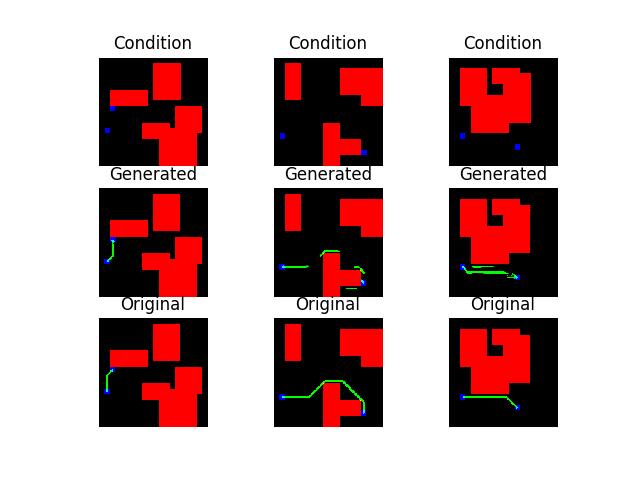 Condition Condition Condition
Generated Generated Generated
Original Original Original